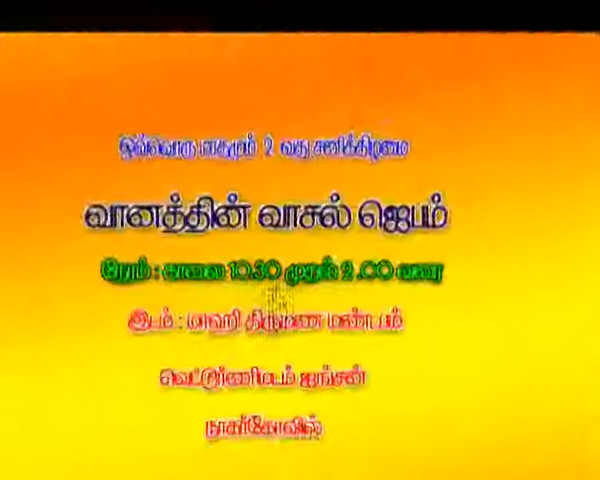 ஒவ்வொரு மாதமும் 2 வது சனிக்கிழமை
வானத்தின் வாசல் ஜெபம்
நேரம் : காலை 10.30 முதல் 2.00 வரை
இடம் : மாஹி திருமண மண்டபம்
வெட்டூர்ணிமடம் ஜங்சன்
நாகர்கோவில்